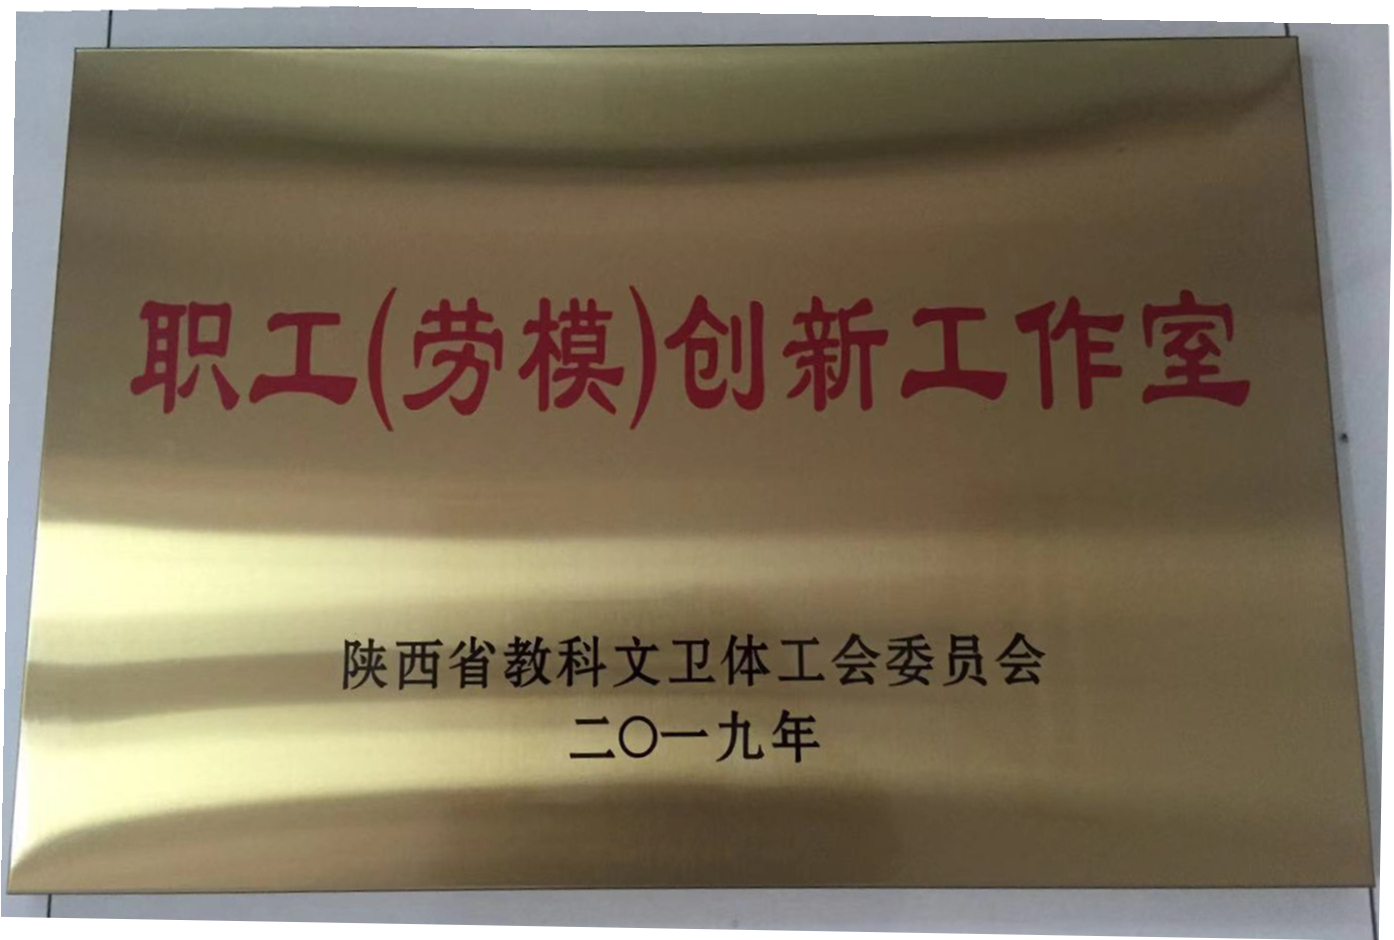 职工(劳模)创新工作室
陕西省教科文卫体工会委员会
二〇一九年